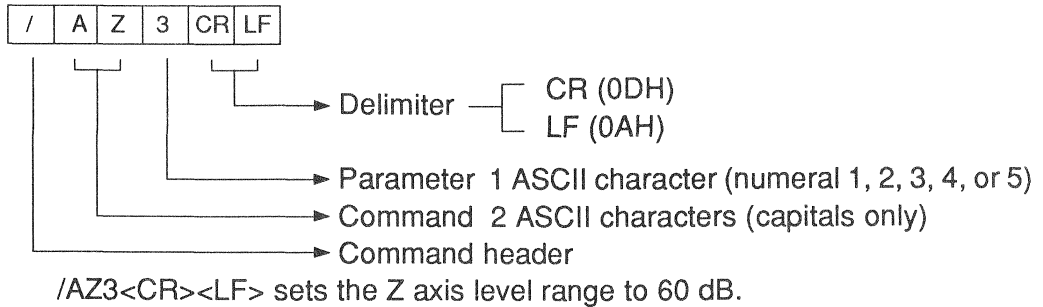 / A Z 3 CR LF
Delimiter CR (0DH)
LF (0AH)
Parameter 1 ASCII character (numeral 1, 2, 3, 4, or 5)
Command 2 ASCII characters (capitals only)
Command header
/AZ3<CR><LF> sets the Z axis level range to 60 dB.